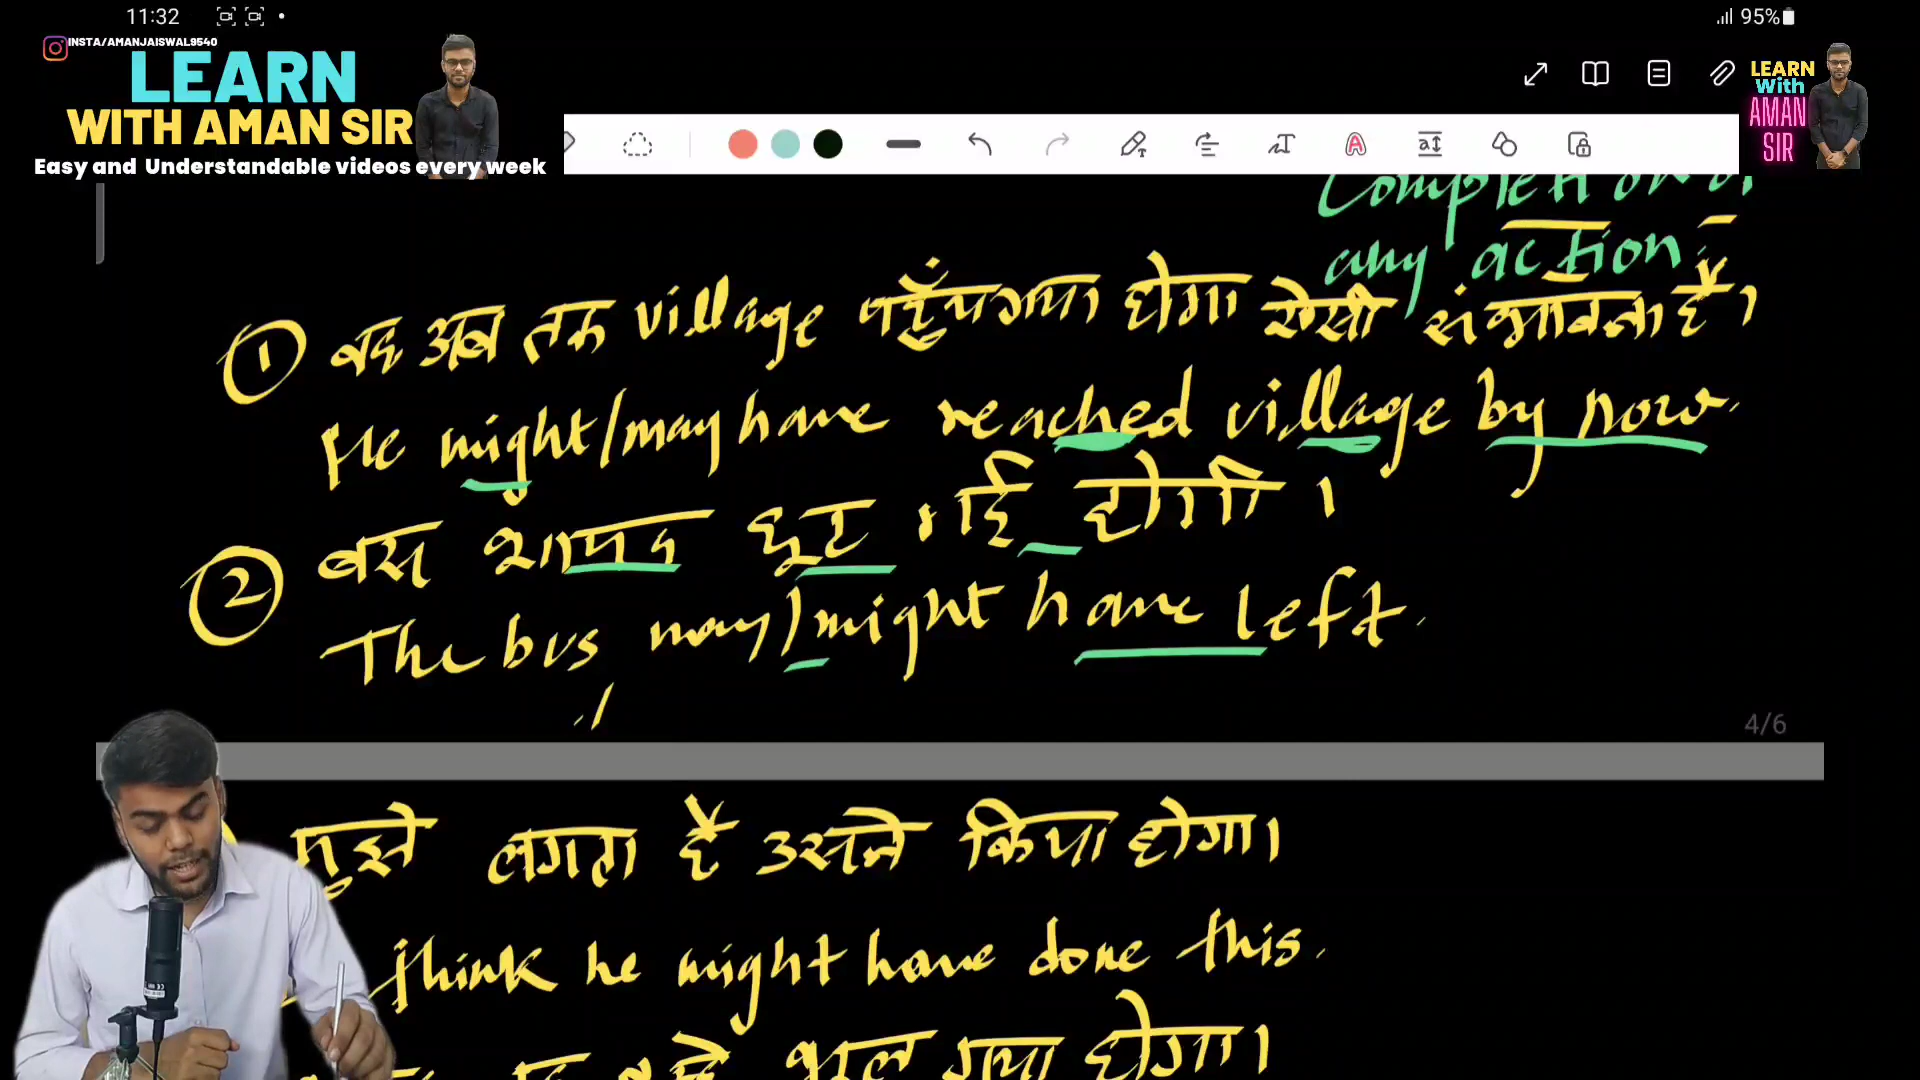 11:32
95%
INSTA/AMANJAISWAL9540
LEARN
WITH AMAN SIR
Easy and Understandable videos every week
LEARN
With
AMAN
SIR
any action
① वह अब तक village पहुँच गया होगा ऐसी संभावना है।
He might/may have reached village by now.
② बस शायद छूट गई होगी।
The bus may/might have left.
4/6
मुझे लगता है उसने किया होगा।
think he might have done this.
भूल गया होगा।